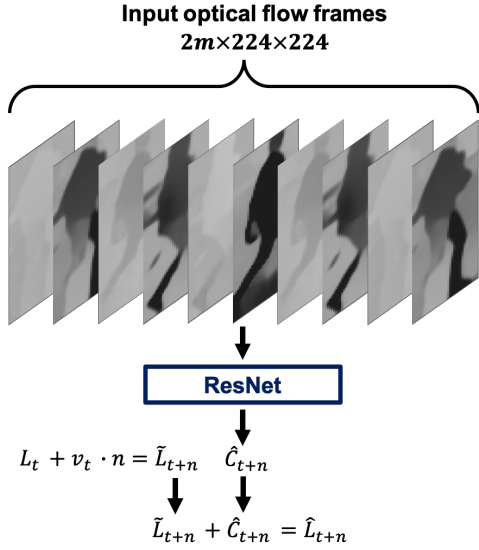 Input optical flow frames
2m×224×224
ResNet
L_t + v_t · n = L̃_{t+n} Ĉ_{t+n}
L̃_{t+n} + Ĉ_{t+n} = L̂_{t+n}